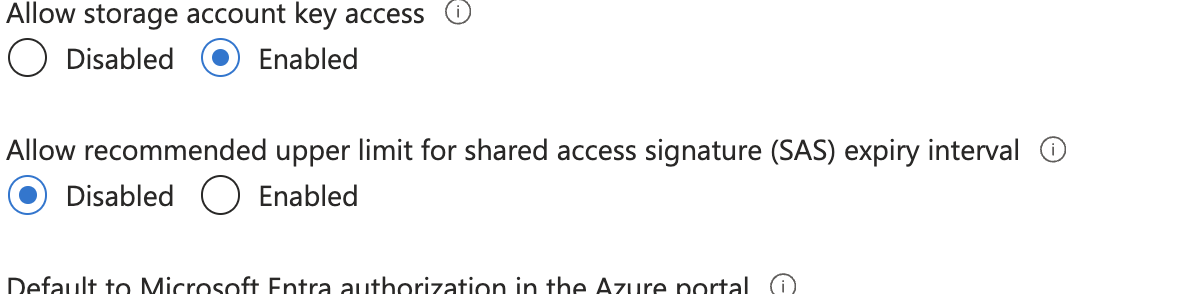 Allow storage account key access
Disabled Enabled
Allow recommended upper limit for shared access signature (SAS) expiry interval
Disabled Enabled
Default to Microsoft Entra authorization in the Azure portal